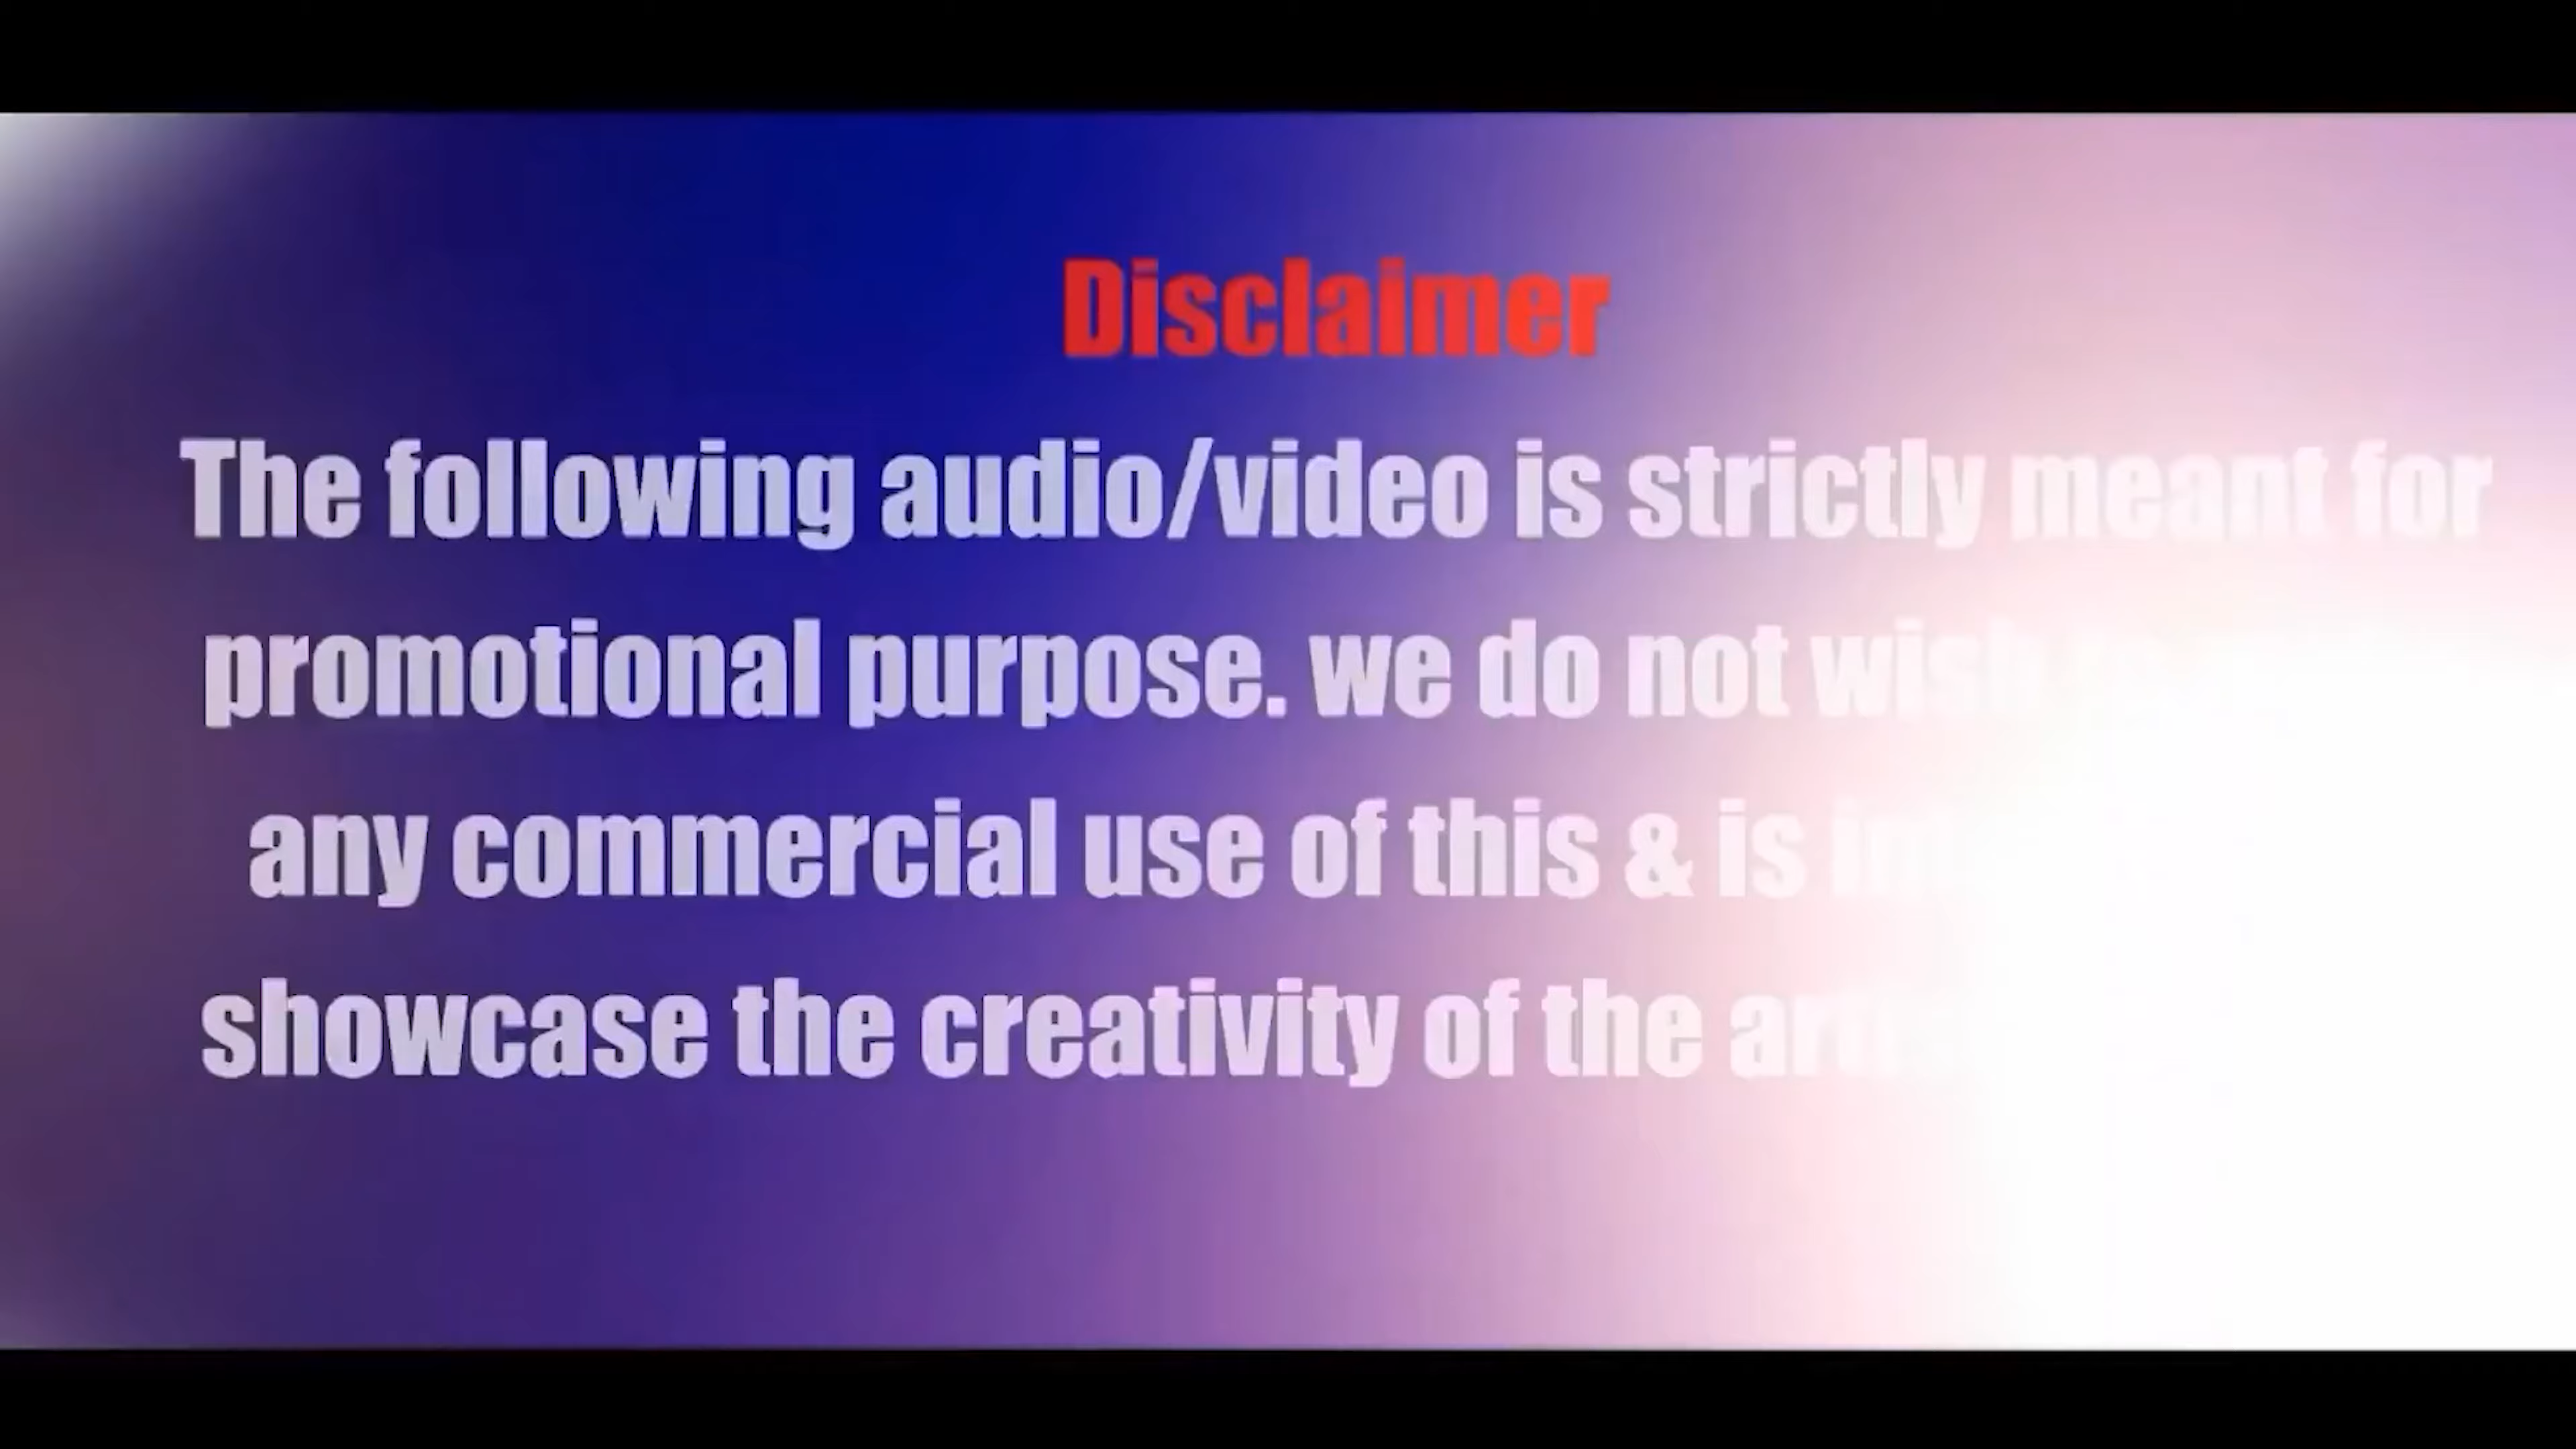 Disclaimer
The following audio/video is strictly meant for
promotional purpose. we do not wish
any commercial use of this & is
showcase the creativity of the